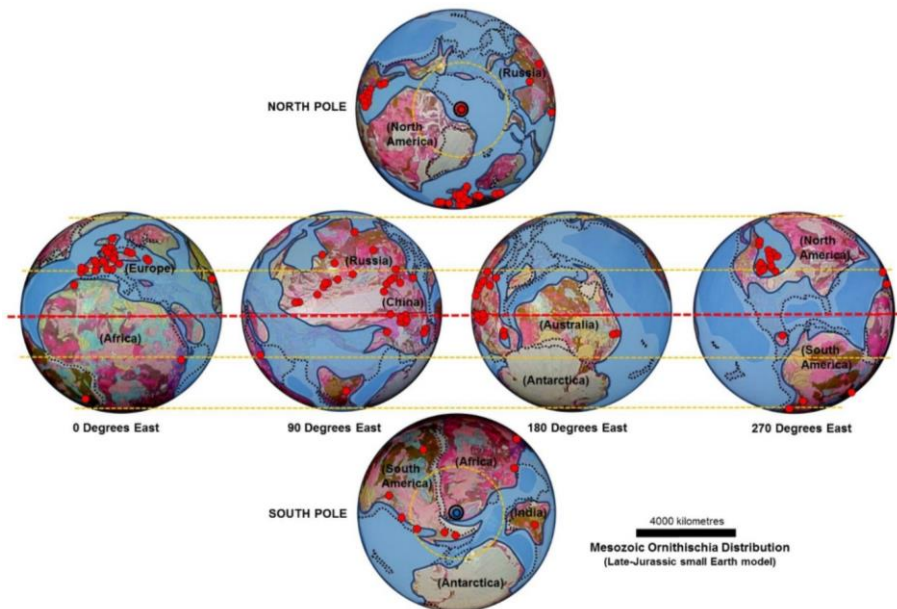 NORTH POLE
(Russia)
(North
America)
(Europe)
(Africa)
(Russia)
(China)
(Australia)
(Antarctica)
(North
America)
(South
America)
0 Degrees East
90 Degrees East
180 Degrees East
270 Degrees East
SOUTH POLE
(South
America)
(Africa)
(India)
(Antarctica)
4000 kilometres
Mesozoic Ornithischia Distribution
(Late-Jurassic small Earth model)